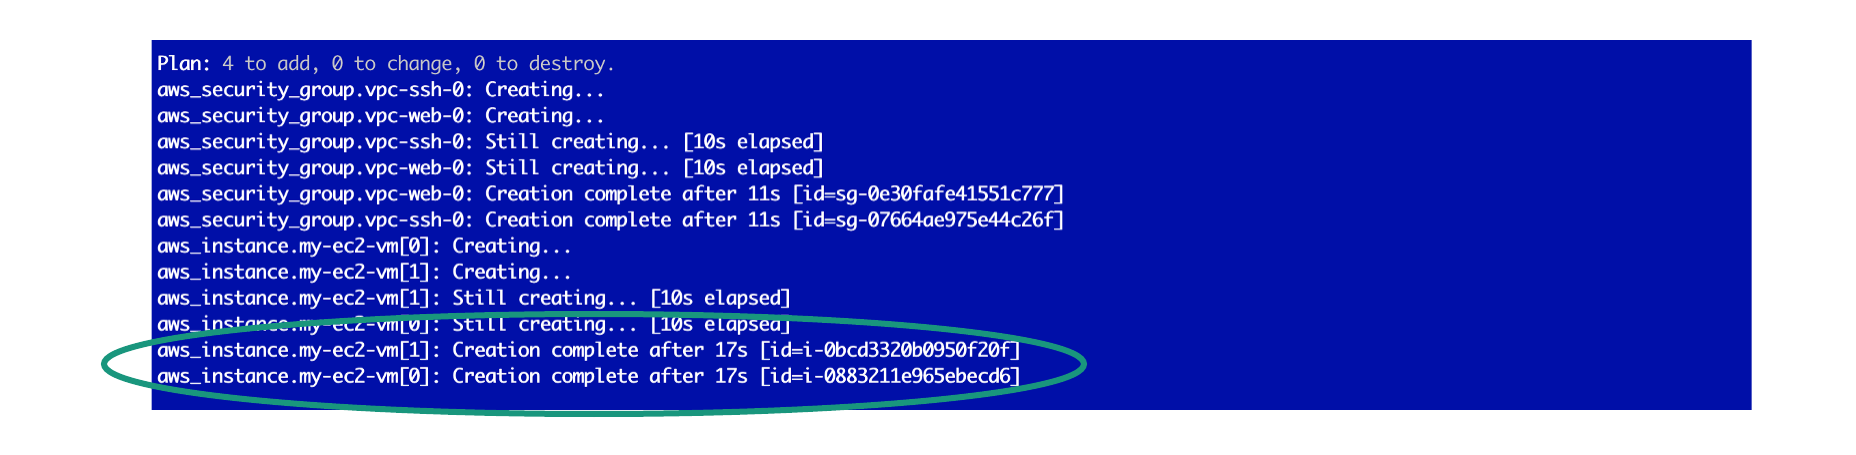 Plan: 4 to add, 0 to change, 0 to destroy.
aws_security_group.vpc-ssh-0: Creating...
aws_security_group.vpc-web-0: Creating...
aws_security_group.vpc-ssh-0: Still creating... [10s elapsed]
aws_security_group.vpc-web-0: Still creating... [10s elapsed]
aws_security_group.vpc-web-0: Creation complete after 11s [id=sg-0e30fafe41551c777]
aws_security_group.vpc-ssh-0: Creation complete after 11s [id=sg-07664ae975e44c26f]
aws_instance.my-ec2-vm[0]: Creating...
aws_instance.my-ec2-vm[1]: Creating...
aws_instance.my-ec2-vm[1]: Still creating... [10s elapsed]
aws_instance.my-ec2-vm[0]: Still creating... [10s elapsed]
aws_instance.my-ec2-vm[1]: Creation complete after 17s [id=i-0bcd3320b0950f20f]
aws_instance.my-ec2-vm[0]: Creation complete after 17s [id=i-0883211e965ebecd6]